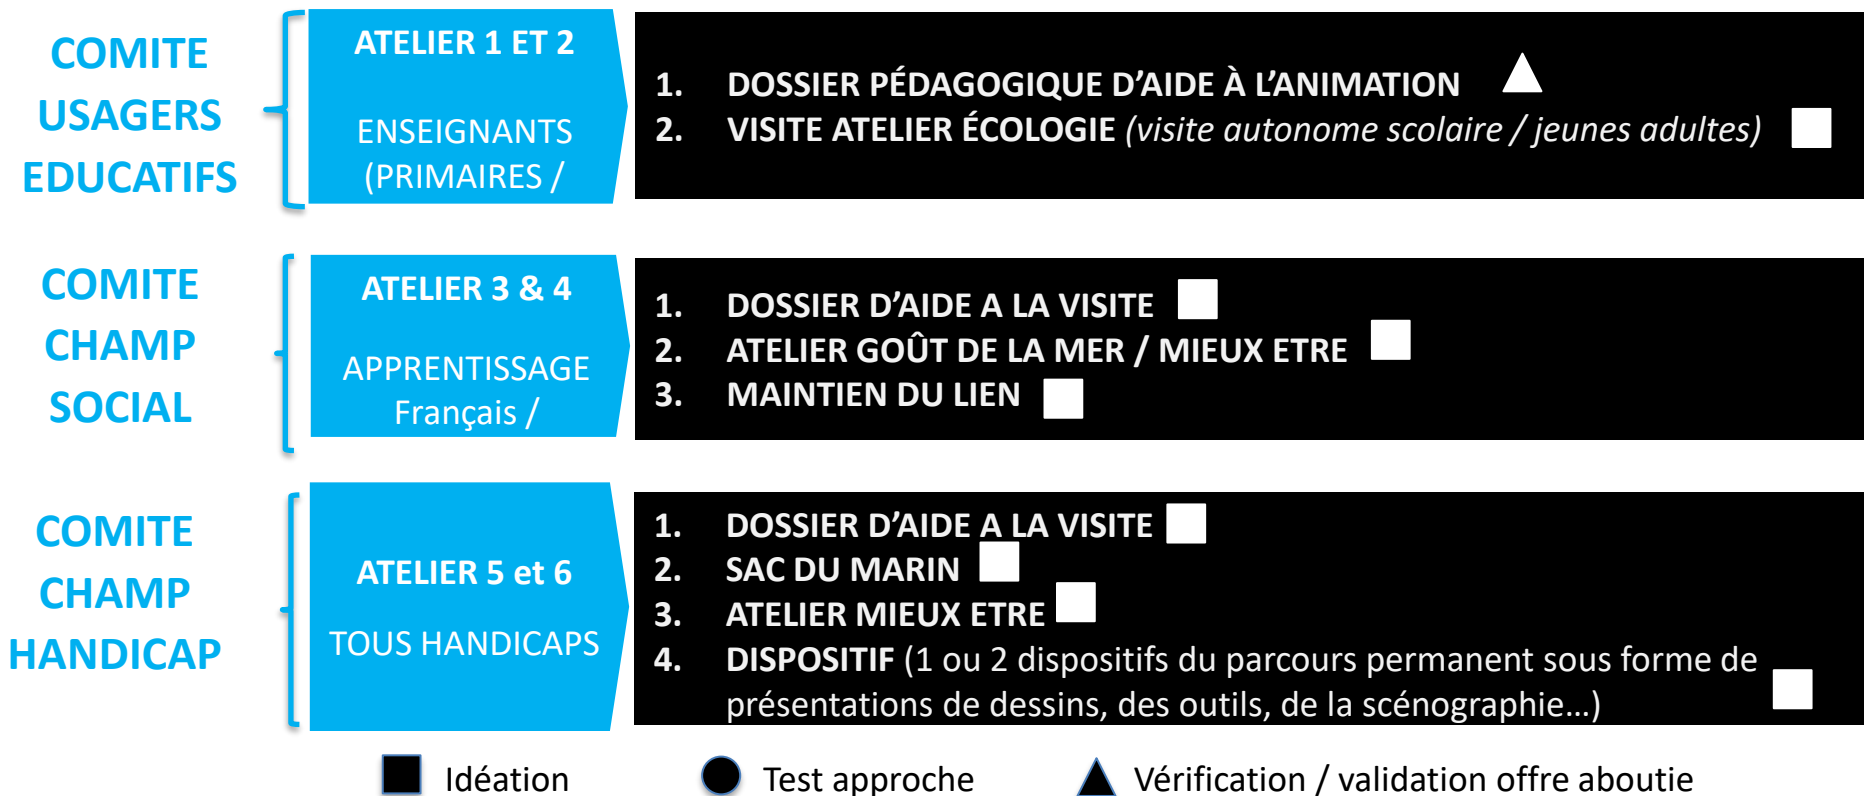 COMITE
USAGERS
EDUCATIFS
ATELIER 1 ET 2
ENSEIGNANTS
(PRIMAIRES /
1. DOSSIER PÉDAGOGIQUE D’AIDE À L’ANIMATION
2. VISITE ATELIER ÉCOLOGIE (visite autonome scolaire / jeunes adultes)
COMITE
CHAMP
SOCIAL
ATELIER 3 & 4
APPRENTISSAGE
Français /
1. DOSSIER D’AIDE A LA VISITE
2. ATELIER GOÛT DE LA MER / MIEUX ETRE
3. MAINTIEN DU LIEN
COMITE
CHAMP
HANDICAP
ATELIER 5 et 6
TOUS HANDICAPS
1. DOSSIER D’AIDE A LA VISITE
2. SAC DU MARIN
3. ATELIER MIEUX ETRE
4. DISPOSITIF (1 ou 2 dispositifs du parcours permanent sous forme de
présentations de dessins, des outils, de la scénographie…)
Idéation
Test approche
Vérification / validation offre aboutie